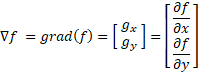 ∇f = grad(f) = [g_x g_y] = [∂f/∂x ∂f/∂y]